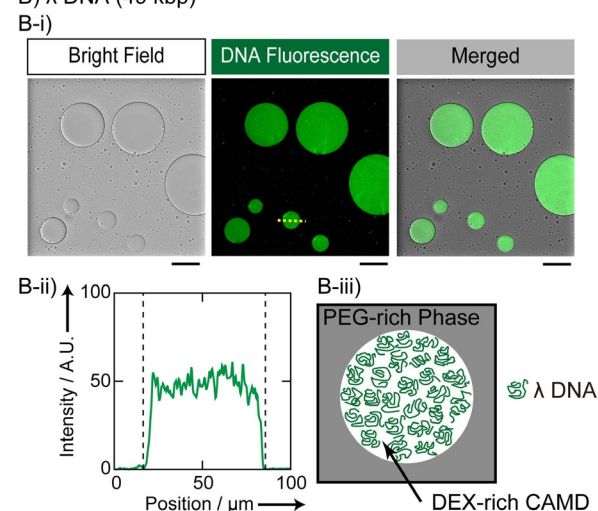 B) λ DNA (48 kbp)
B-i)
Bright Field
DNA Fluorescence
Merged
B-ii)
100
50
0
Intensity / A.U.
0
50
100
Position / µm
B-iii)
PEG-rich Phase
λ DNA
DEX-rich CAMD